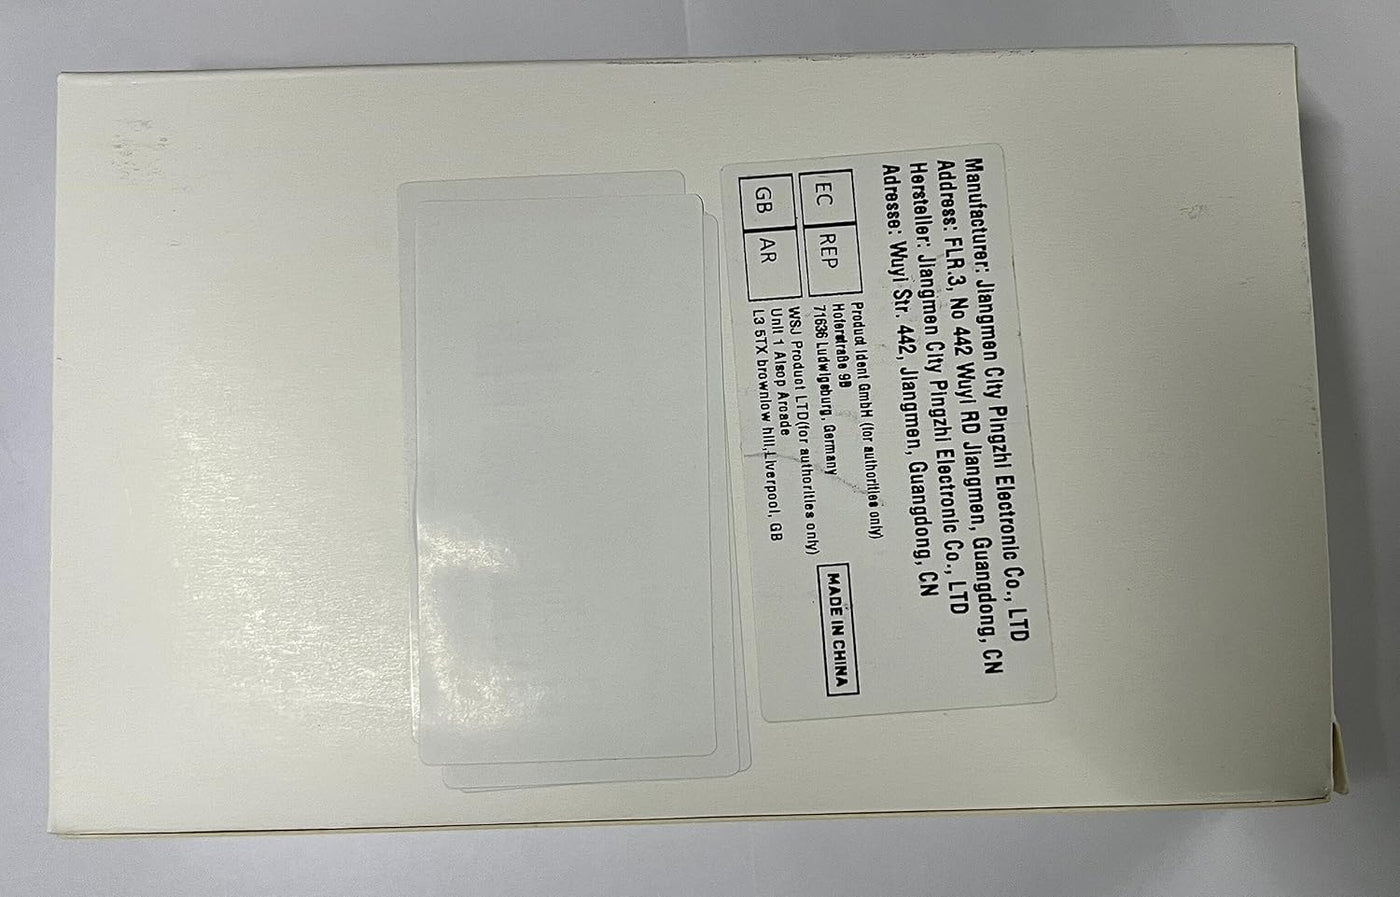 Manufacturer: Jiangmen City Pingzhi Electronic Co., LTD
Address: FLR.3, No 442 Wuyi RD Jiangmen, Guangdong, CN
Hersteller: Jiangmen City Pingzhi Electronic Co., LTD
Adresse: Wuyi Str. 442, Jiangmen, Guangdong, CN
EC REP
Product Ident GmbH (for authorities only)
Hoferstraße 9B
71636 Ludwigsburg, Germany
GB AR
WSJ Product LTD(for authorities only)
Unit 1 Alsop Arcade
L3 5TX brownlow hill,Liverpool, GB
MADE IN CHINA